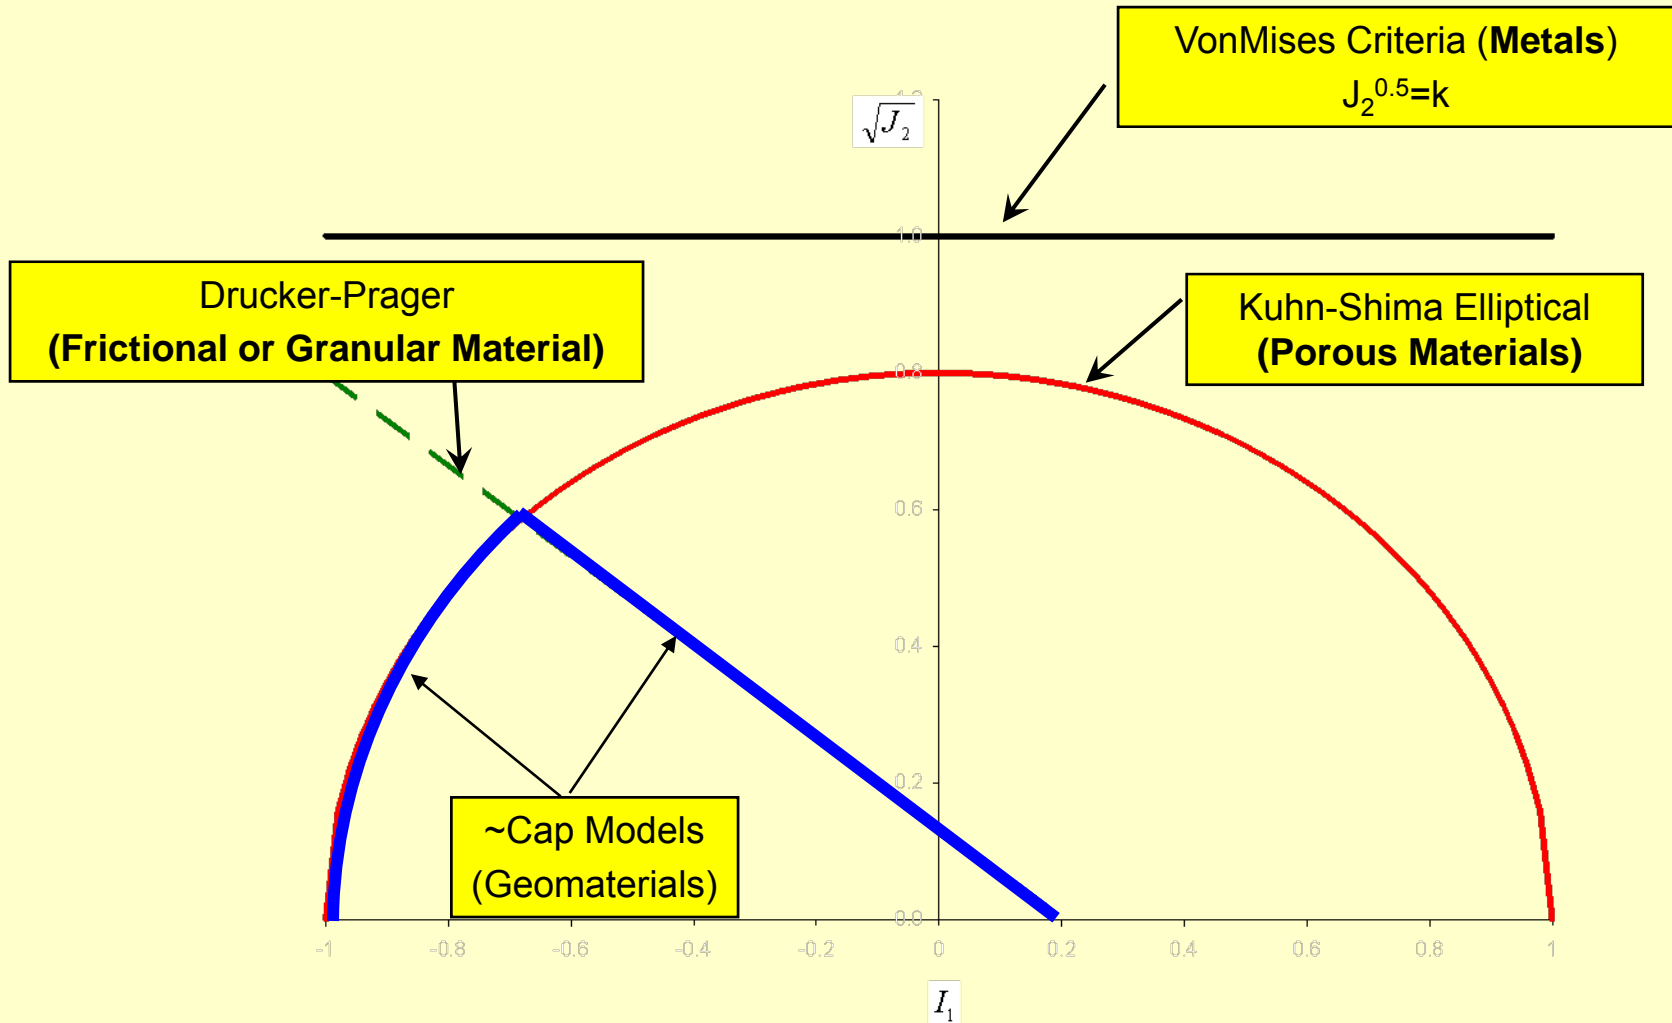 VonMises Criteria (Metals)
J₂⁰·⁵=k
1.2
√J₂
1.0
Drucker-Prager
(Frictional or Granular Material)
Kuhn-Shima Elliptical
(Porous Materials)
0.8
0.6
0.4
0.2
~Cap Models
(Geomaterials)
0.0
-1 -0.8 -0.6 -0.4 -0.2 0 0.2 0.4 0.6 0.8 1
I₁